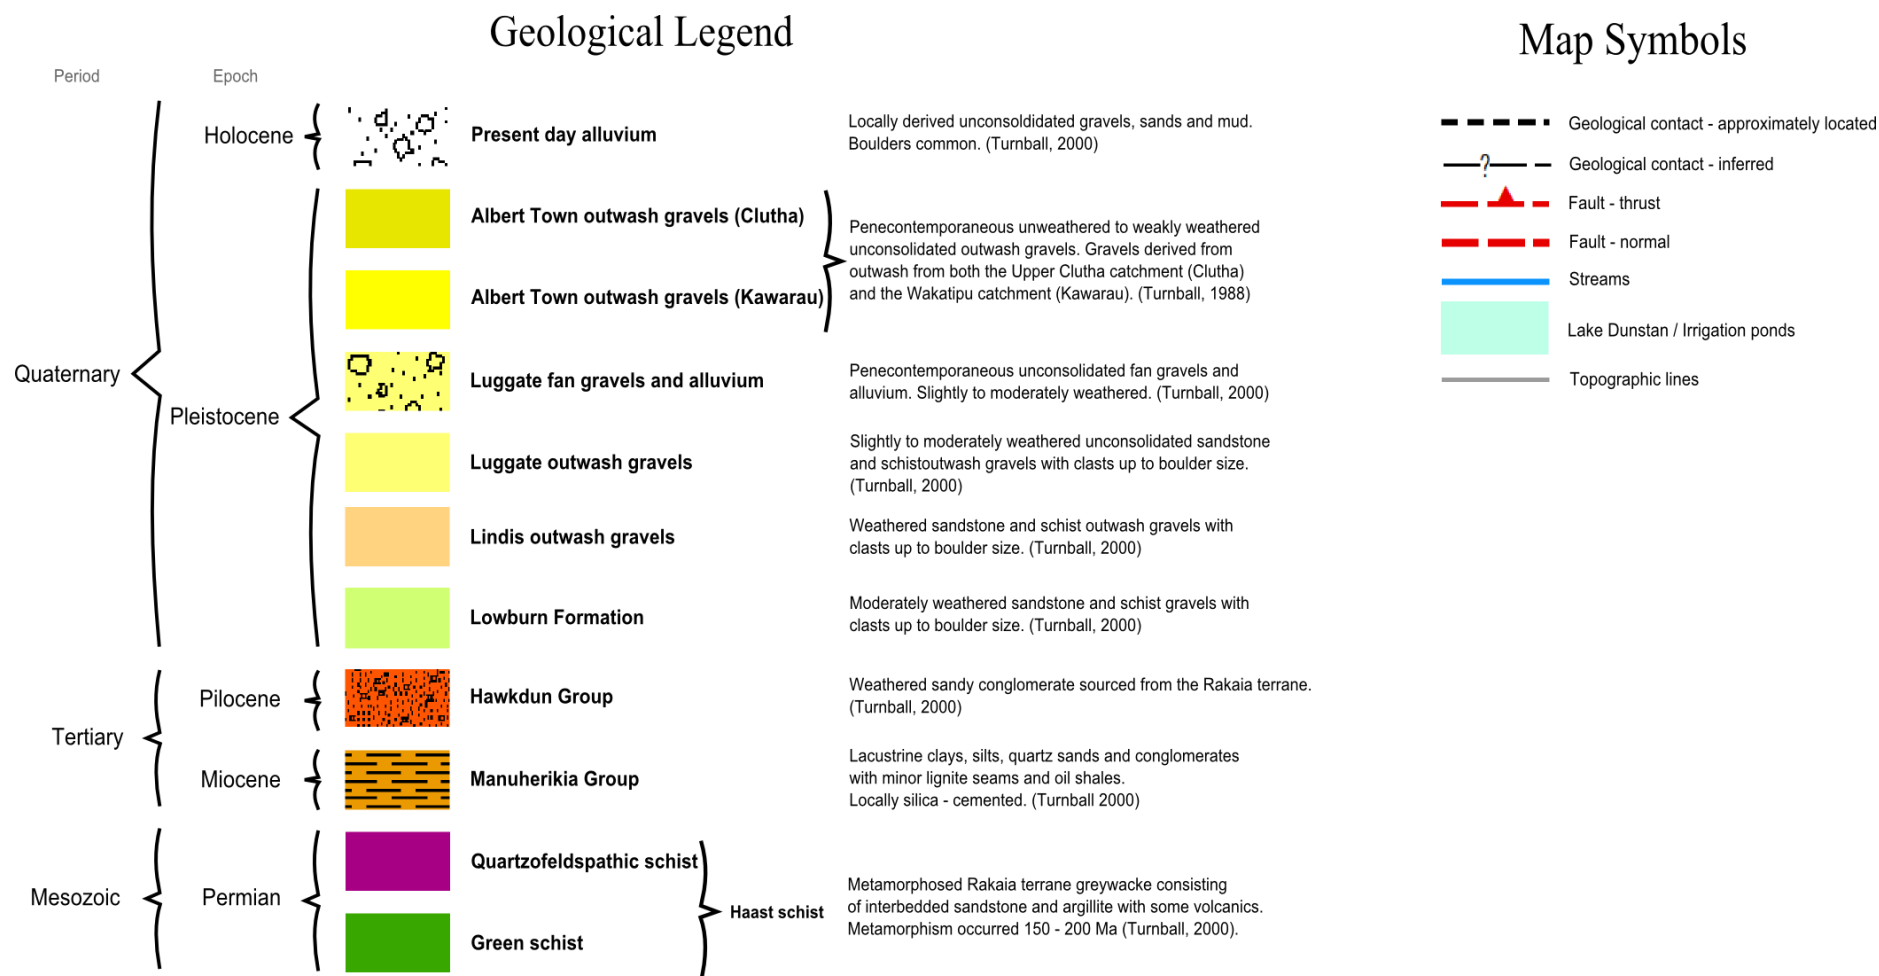 Geological Legend
Map Symbols
Period
Epoch
Quaternary
Holocene
Present day alluvium
Locally derived unconsoldidated gravels, sands and mud.
Boulders common. (Turnball, 2000)
Pleistocene
Albert Town outwash gravels (Clutha)
Albert Town outwash gravels (Kawarau)
Penecontemporaneous unweathered to weakly weathered
unconsolidated outwash gravels. Gravels derived from
outwash from both the Upper Clutha catchment (Clutha)
and the Wakatipu catchment (Kawarau). (Turnball, 1988)
Luggate fan gravels and alluvium
Penecontemporaneous unconsolidated fan gravels and
alluvium. Slightly to moderately weathered. (Turnball, 2000)
Luggate outwash gravels
Slightly to moderately weathered unconsolidated sandstone
and schistoutwash gravels with clasts up to boulder size.
(Turnball, 2000)
Lindis outwash gravels
Weathered sandstone and schist outwash gravels with
clasts up to boulder size. (Turnball, 2000)
Lowburn Formation
Moderately weathered sandstone and schist gravels with
clasts up to boulder size. (Turnball, 2000)
Tertiary
Pilocene
Hawkdun Group
Weathered sandy conglomerate sourced from the Rakaia terrane.
(Turnball, 2000)
Miocene
Manuherikia Group
Lacustrine clays, silts, quartz sands and conglomerates
with minor lignite seams and oil shales.
Locally silica - cemented. (Turnball 2000)
Mesozoic
Permian
Quartzofeldspathic schist
Green schist
Haast schist
Metamorphosed Rakaia terrane greywacke consisting
of interbedded sandstone and argillite with some volcanics.
Metamorphism occurred 150 - 200 Ma (Turnball, 2000).
Geological contact - approximately located
?
Geological contact - inferred
Fault - thrust
Fault - normal
Streams
Lake Dunstan / Irrigation ponds
Topographic lines